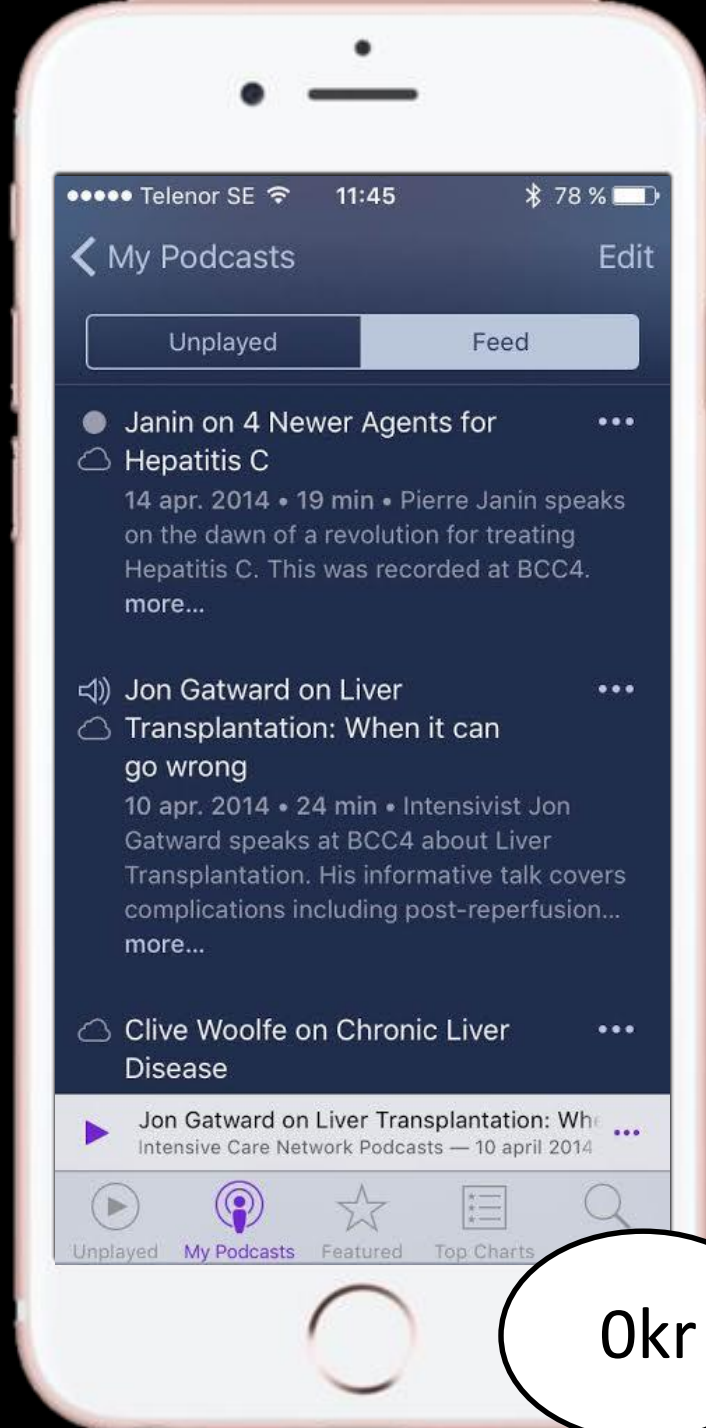 Telenor SE 11:45 78 %
My Podcasts Edit
Unplayed Feed
Janin on 4 Newer Agents for
Hepatitis C
14 apr. 2014 • 19 min • Pierre Janin speaks
on the dawn of a revolution for treating
Hepatitis C. This was recorded at BCC4.
more...
Jon Gatward on Liver
Transplantation: When it can
go wrong
10 apr. 2014 • 24 min • Intensivist Jon
Gatward speaks at BCC4 about Liver
Transplantation. His informative talk covers
complications including post-reperfusion...
more...
Clive Woolfe on Chronic Liver
Disease
Jon Gatward on Liver Transplantation: Whe
Intensive Care Network Podcasts — 10 april 2014
Unplayed My Podcasts Featured Top Charts
0kr